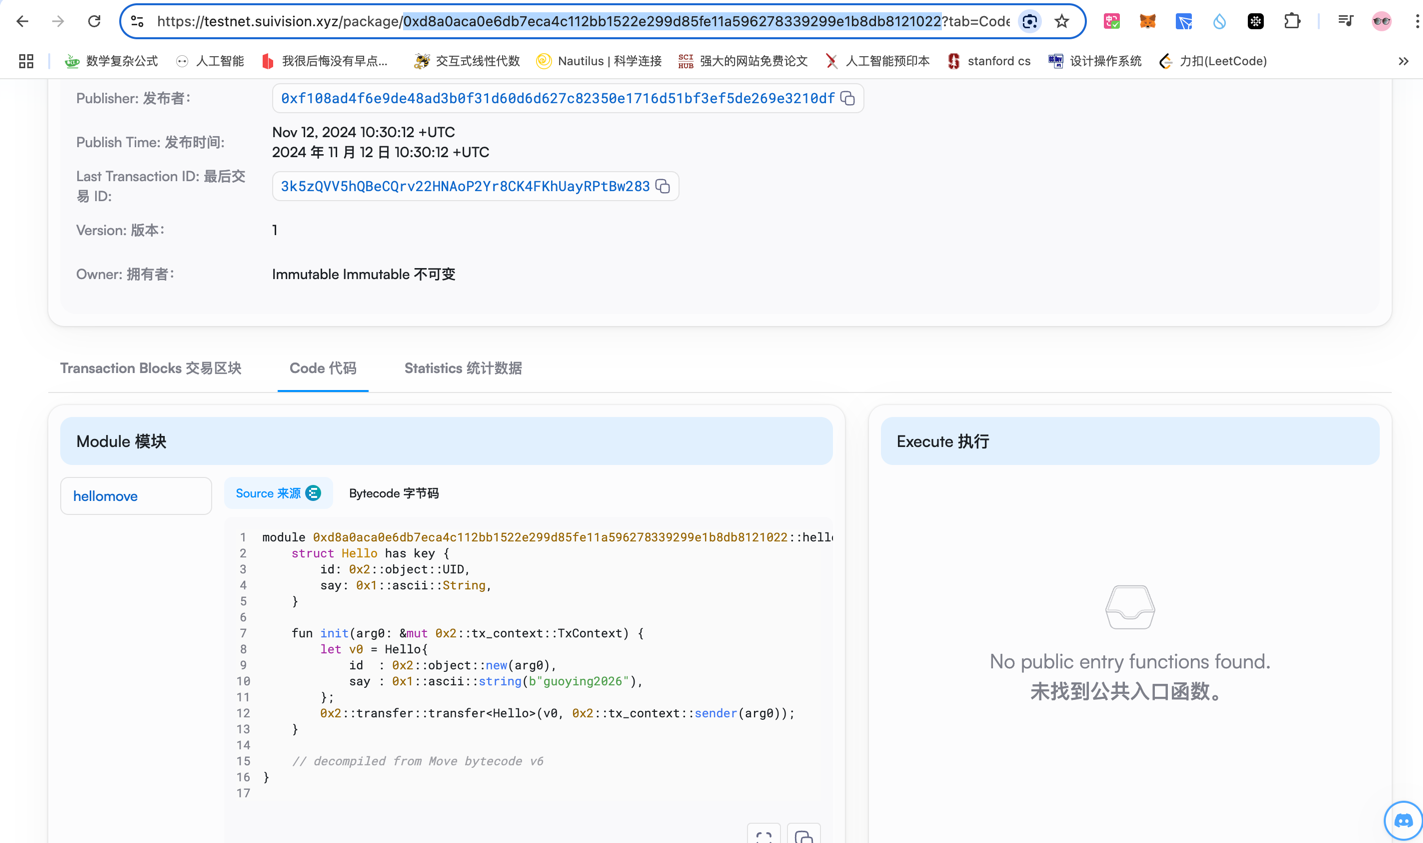 https://testnet.suivision.xyz/package/0xd8a0aca0e6db7eca4c112bb1522e299d85fe11a596278339299e1b8db8121022?tab=Code
数学复杂公式
人工智能
我很后悔没有早点...
交互式线性代数
Nautilus | 科学连接
SCI HUB 强大的网站免费论文
人工智能预印本
stanford cs
设计操作系统
力扣(LeetCode)
Publisher: 发布者：
0xf108ad4f6e9de48ad3b0f31d60d6d627c82350e1716d51bf3ef5de269e3210df
Publish Time: 发布时间:
Nov 12, 2024 10:30:12 +UTC
2024 年 11 月 12 日 10:30:12 +UTC
Last Transaction ID: 最后交
易 ID:
3k5zQVV5hQBeCQrv22HNAoP2Yr8CK4FKhUayRPtBw283
Version: 版本：
1
Owner: 拥有者：
Immutable Immutable 不可变
Transaction Blocks 交易区块
Code 代码
Statistics 统计数据
Module 模块
hellomove
Source 来源
Bytecode 字节码
1 module 0xd8a0aca0e6db7eca4c112bb1522e299d85fe11a596278339299e1b8db8121022::hello
2     struct Hello has key {
3         id: 0x2::object::UID,
4         say: 0x1::ascii::String,
5     }
6
7     fun init(arg0: &mut 0x2::tx_context::TxContext) {
8         let v0 = Hello{
9             id  : 0x2::object::new(arg0),
10             say : 0x1::ascii::string(b"guoying2026"),
11         };
12         0x2::transfer::transfer<Hello>(v0, 0x2::tx_context::sender(arg0));
13     }
14
15     // decompiled from Move bytecode v6
16 }
17
Execute 执行
No public entry functions found.
未找到公共入口函数。